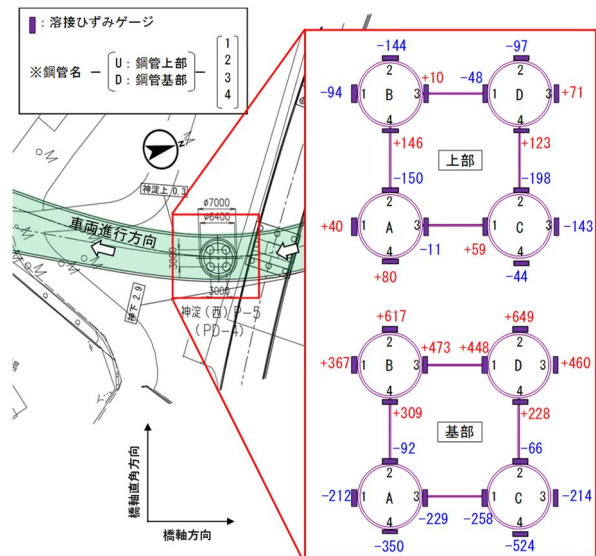 ：溶接ひずみゲージ
※鋼管名 － U：鋼管上部 D：鋼管基部 － 1 2 3 4
N
神淀上 0.3
車両進行方向
φ7000
φ6400
3000
3000
神淀(西)P-5
(PD-4)
神下 2.9
橋軸直角方向
橋軸方向
-144 -97
2 2
-94 1 B 3 +10 -48 1 D 3 +71
4 4
+146 +123
上部
-150 -198
2 2
+40 1 A 3 -11 +59 1 C 3 -143
4 4
+80 -44
+617 +649
2 2
+367 1 B 3 +473 +448 1 D 3 +460
4 4
+309 +228
基部
-92 -66
2 2
-212 1 A 3 -229 -258 1 C 3 -214
4 4
-350 -524